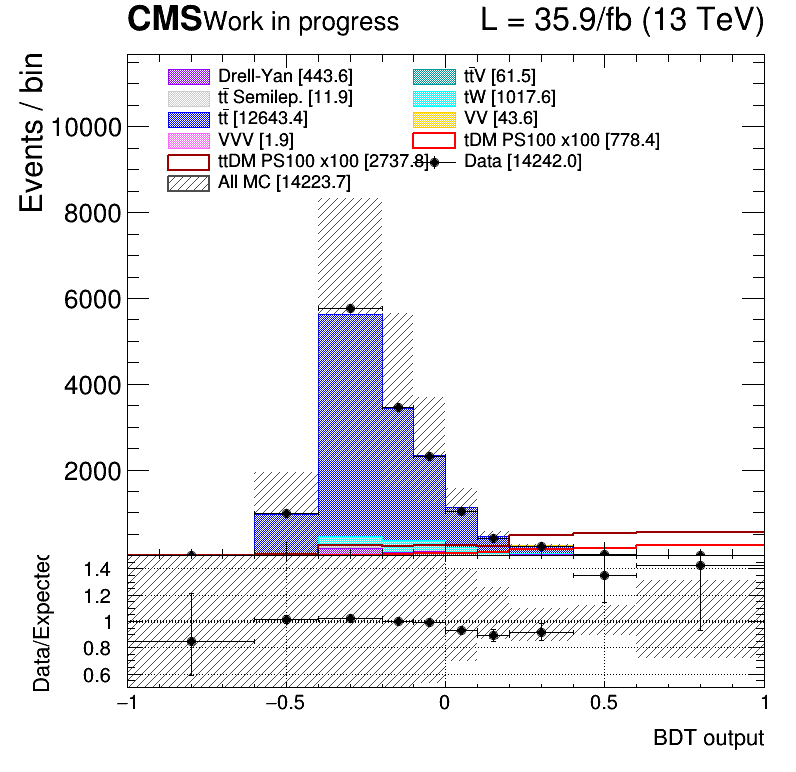 CMS Work in progress L = 35.9/fb (13 TeV)
Events / bin
Drell-Yan [443.6] tt̄V [61.5]
tt̄ Semilep. [11.9] tW [1017.6]
tt̄ [12643.4] VV [43.6]
VVV [1.9] tDM PS100 x100 [778.4]
ttDM PS100 x100 [2737.8] Data [14242.0]
All MC [14223.7]
10000
8000
6000
4000
2000
Data/Expected
1.4
1.2
1
0.8
0.6
−1 −0.5 0 0.5 1
BDT output